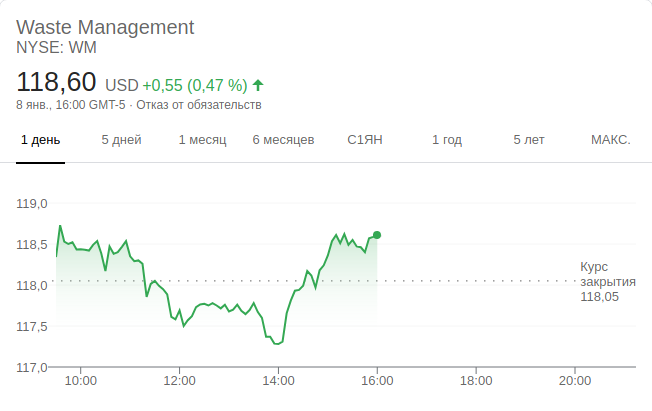 Waste Management
NYSE: WM
118,60 USD +0,55 (0,47 %)
8 янв., 16:00 GMT-5 · Отказ от обязательств
1 день 5 дней 1 месяц 6 месяцев С1ЯН 1 год 5 лет МАКС.
119,0
118,5
118,0
117,5
117,0
Курс
закрытия
118,05
10:00 12:00 14:00 16:00 18:00 20:00